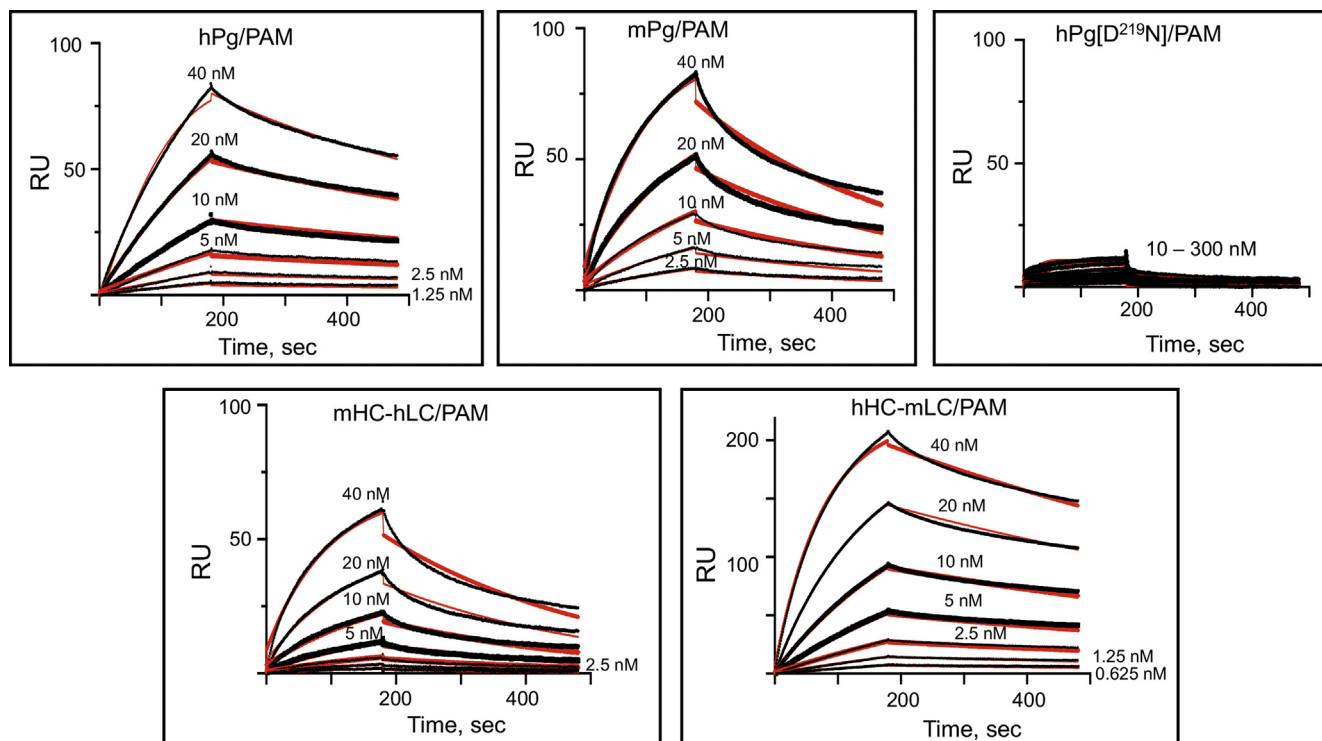 hPg/PAM
100
50
RU
40 nM
20 nM
10 nM
5 nM
2.5 nM
1.25 nM
200
400
Time, sec
mPg/PAM
100
50
RU
40 nM
20 nM
10 nM
5 nM
2.5 nM
200
400
Time, sec
hPg[D²¹⁹N]/PAM
100
50
0
RU
10 – 300 nM
200
400
Time, sec
mHC-hLC/PAM
100
50
RU
40 nM
20 nM
10 nM
5 nM
2.5 nM
200
400
Time, sec
hHC-mLC/PAM
200
100
RU
40 nM
20 nM
10 nM
5 nM
2.5 nM
1.25 nM
0.625 nM
200
400
Time, sec